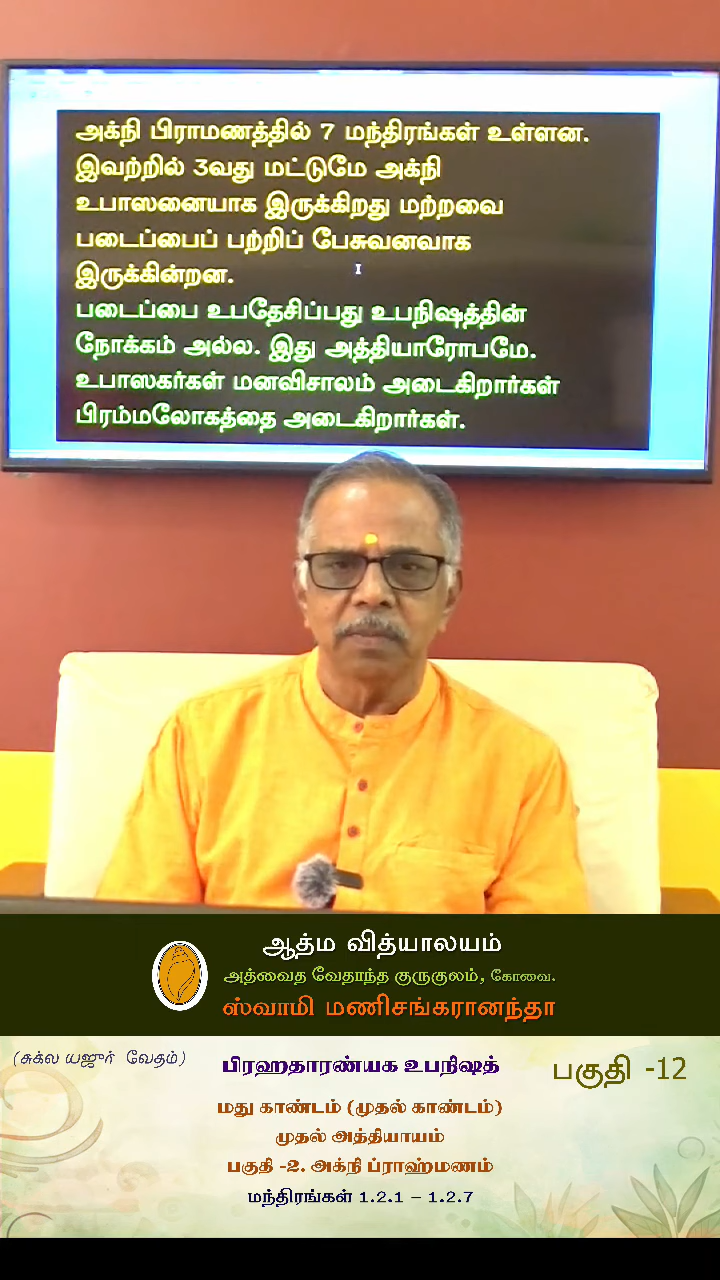 அக்நி பிராமணத்தில் 7 மந்திரங்கள் உள்ளன.
இவற்றில் 3வது மட்டுமே அக்நி
உபாஸனையாக இருக்கிறது மற்றவை
படைப்பைப் பற்றிப் பேசுவனவாக
இருக்கின்றன.
படைப்பை உபதேசிப்பது உபநிஷத்தின்
நோக்கம் அல்ல. இது அத்தியாரோபமே.
உபாஸகர்கள் மனவிசாலம் அடைகிறார்கள்
பிரம்மலோகத்தை அடைகிறார்கள்.
ஆத்ம வித்யாலயம்
அத்வைத வேதாந்த குருகுலம், கோவை.
ஸ்வாமி மணிசங்கரானந்தா
(சுக்ல யஜுர் வேதம்)
பிரஹதாரண்யக உபநிஷத்
பகுதி -12
மது காண்டம் (முதல் காண்டம்)
முதல் அத்தியாயம்
பகுதி -2. அக்நி ப்ராஹ்மணம்
மந்திரங்கள் 1.2.1 – 1.2.7